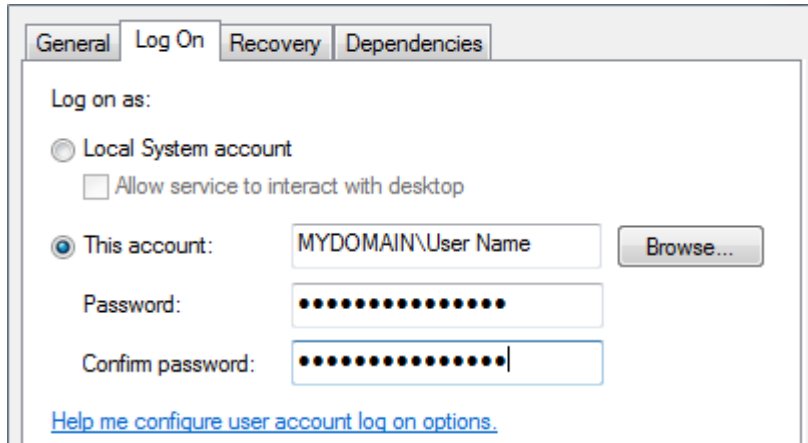 General Log On Recovery Dependencies
Log on as:
Local System account
Allow service to interact with desktop
This account: MYDOMAIN\User Name Browse...
Password: •••••••••••••••
Confirm password: •••••••••••••••
Help me configure user account log on options.